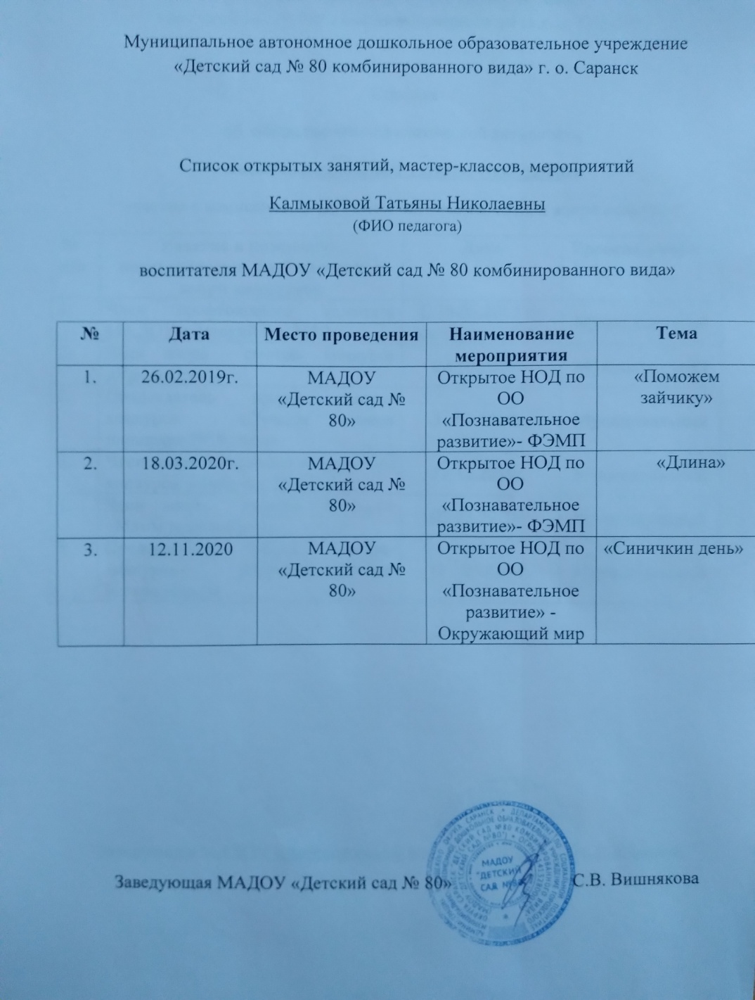 Муниципальное автономное дошкольное образовательное учреждение
«Детский сад № 80 комбинированного вида» г. о. Саранск
Список открытых занятий, мастер-классов, мероприятий
Калмыковой Татьяны Николаевны
(ФИО педагога)
воспитателя МАДОУ «Детский сад № 80 комбинированного вида»
№ Дата Место проведения Наименование мероприятия Тема
1. 26.02.2019г. МАДОУ «Детский сад № 80» Открытое НОД по ОО «Познавательное развитие»- ФЭМП «Поможем зайчику»
2. 18.03.2020г. МАДОУ «Детский сад № 80» Открытое НОД по ОО «Познавательное развитие»- ФЭМП «Длина»
3. 12.11.2020 МАДОУ «Детский сад № 80» Открытое НОД по ОО «Познавательное развитие» - Окружающий мир «Синичкин день»
Заведующая МАДОУ «Детский сад № 80» С.В. Вишнякова
МАДОУ
"ДЕТСКИЙ
САД №80"